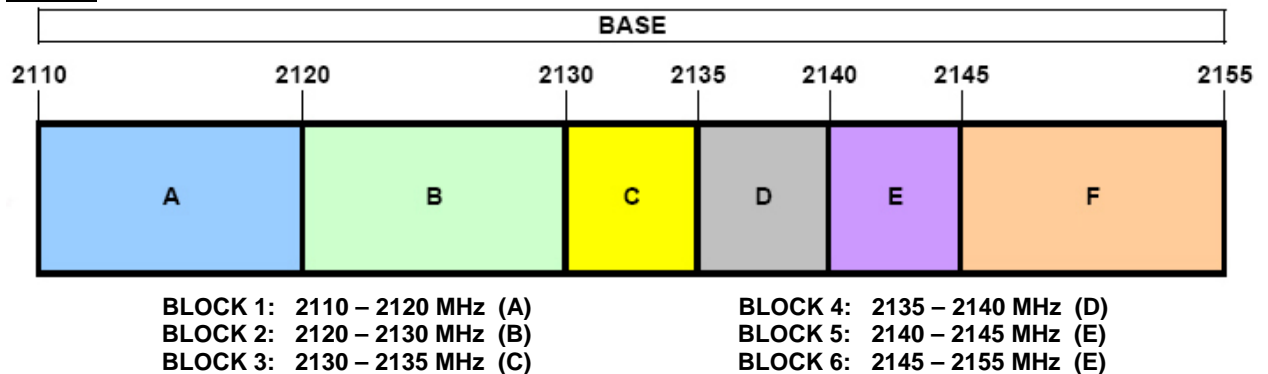 BASE
2110 2120 2130 2135 2140 2145 2155
A B C D E F
BLOCK 1: 2110 – 2120 MHz (A)
BLOCK 2: 2120 – 2130 MHz (B)
BLOCK 3: 2130 – 2135 MHz (C)
BLOCK 4: 2135 – 2140 MHz (D)
BLOCK 5: 2140 – 2145 MHz (E)
BLOCK 6: 2145 – 2155 MHz (E)